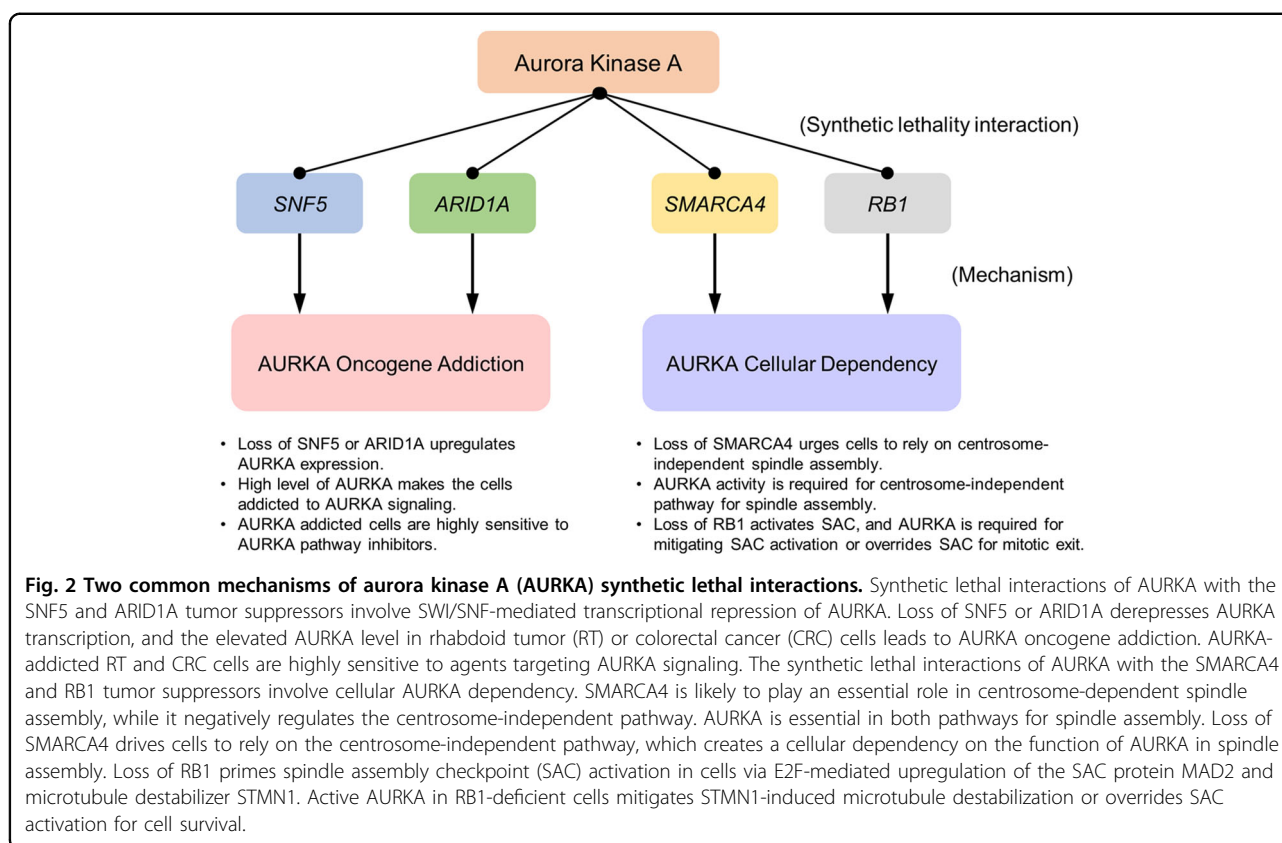 Aurora Kinase A
(Synthetic lethality interaction)
SNF5
ARID1A
SMARCA4
RB1
(Mechanism)
AURKA Oncogene Addiction
AURKA Cellular Dependency
• Loss of SNF5 or ARID1A upregulates
AURKA expression.
• High level of AURKA makes the cells
addicted to AURKA signaling.
• AURKA addicted cells are highly sensitive to
AURKA pathway inhibitors.
• Loss of SMARCA4 urges cells to rely on centrosome-
independent spindle assembly.
• AURKA activity is required for centrosome-independent
pathway for spindle assembly.
• Loss of RB1 activates SAC, and AURKA is required for
mitigating SAC activation or overrides SAC for mitotic exit.
Fig. 2 Two common mechanisms of aurora kinase A (AURKA) synthetic lethal interactions. Synthetic lethal interactions of AURKA with the
SNF5 and ARID1A tumor suppressors involve SWI/SNF-mediated transcriptional repression of AURKA. Loss of SNF5 or ARID1A derepresses AURKA
transcription, and the elevated AURKA level in rhabdoid tumor (RT) or colorectal cancer (CRC) cells leads to AURKA oncogene addiction. AURKA-
addicted RT and CRC cells are highly sensitive to agents targeting AURKA signaling. The synthetic lethal interactions of AURKA with the SMARCA4
and RB1 tumor suppressors involve cellular AURKA dependency. SMARCA4 is likely to play an essential role in centrosome-dependent spindle
assembly, while it negatively regulates the centrosome-independent pathway. AURKA is essential in both pathways for spindle assembly. Loss of
SMARCA4 drives cells to rely on the centrosome-independent pathway, which creates a cellular dependency on the function of AURKA in spindle
assembly. Loss of RB1 primes spindle assembly checkpoint (SAC) activation in cells via E2F-mediated upregulation of the SAC protein MAD2 and
microtubule destabilizer STMN1. Active AURKA in RB1-deficient cells mitigates STMN1-induced microtubule destabilization or overrides SAC
activation for cell survival.